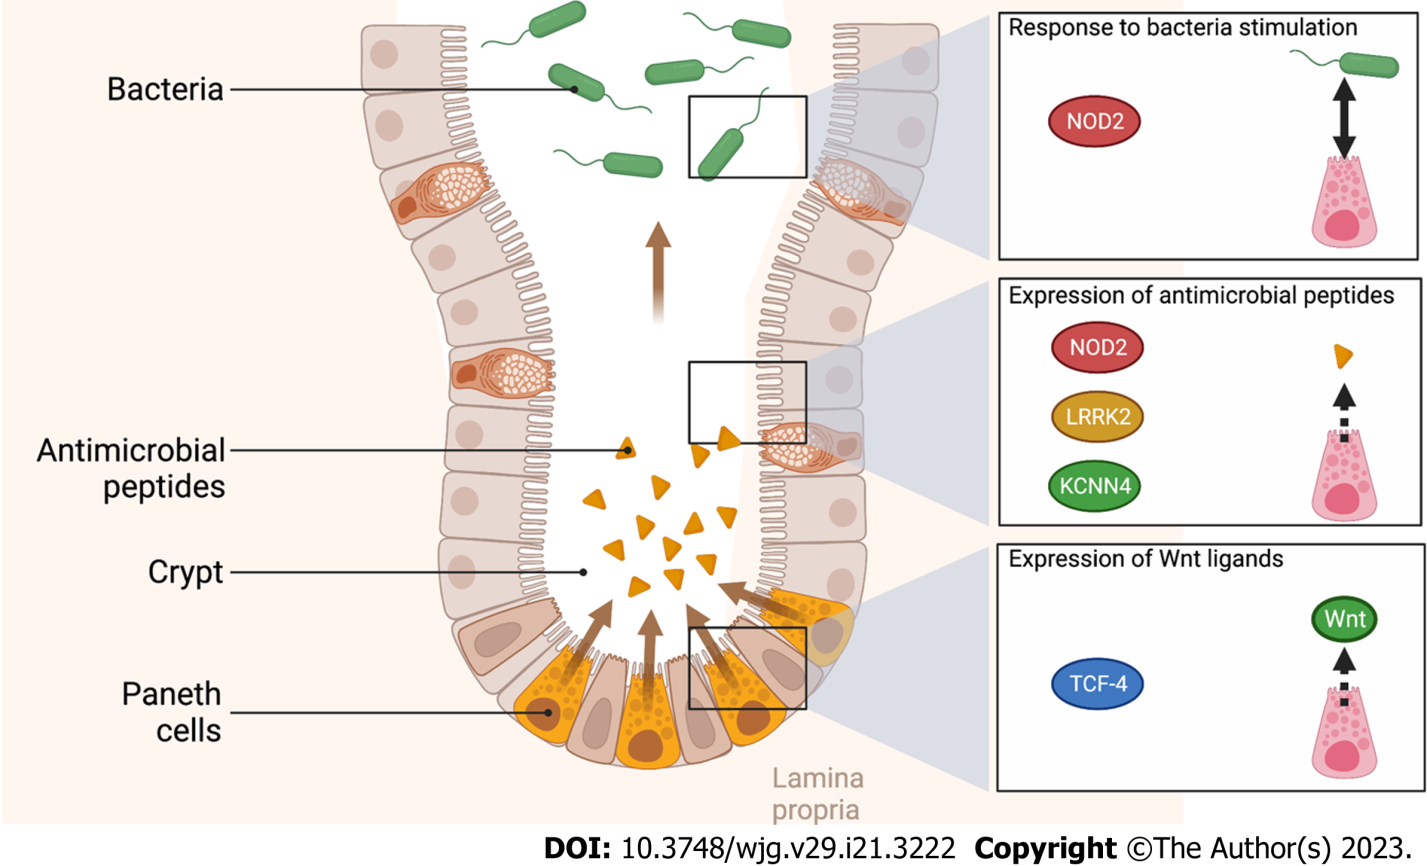 Bacteria
Antimicrobial
peptides
Crypt
Paneth
cells
Lamina
propria
Response to bacteria stimulation
NOD2
Expression of antimicrobial peptides
NOD2
LRRK2
KCNN4
Expression of Wnt ligands
Wnt
TCF-4
DOI: 10.3748/wjg.v29.i21.3222 Copyright ©The Author(s) 2023.